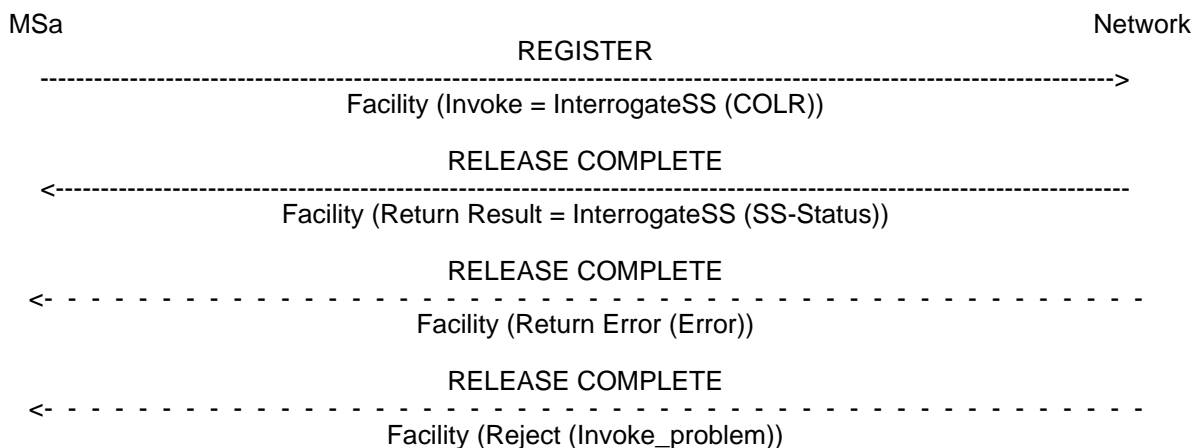 MSa Network
REGISTER
------------------------------------------------------------------------------------------------------------------------>
Facility (Invoke = InterrogateSS (COLR))
RELEASE COMPLETE
<------------------------------------------------------------------------------------------------------------------------
Facility (Return Result = InterrogateSS (SS-Status))
RELEASE COMPLETE
<- - - - - - - - - - - - - - - - - - - - - - - - - - - - - - - - - - - - -
Facility (Return Error (Error))
RELEASE COMPLETE
<- - - - - - - - - - - - - - - - - - - - - - - - - - - - - - - - - - - - -
Facility (Reject (Invoke_problem))